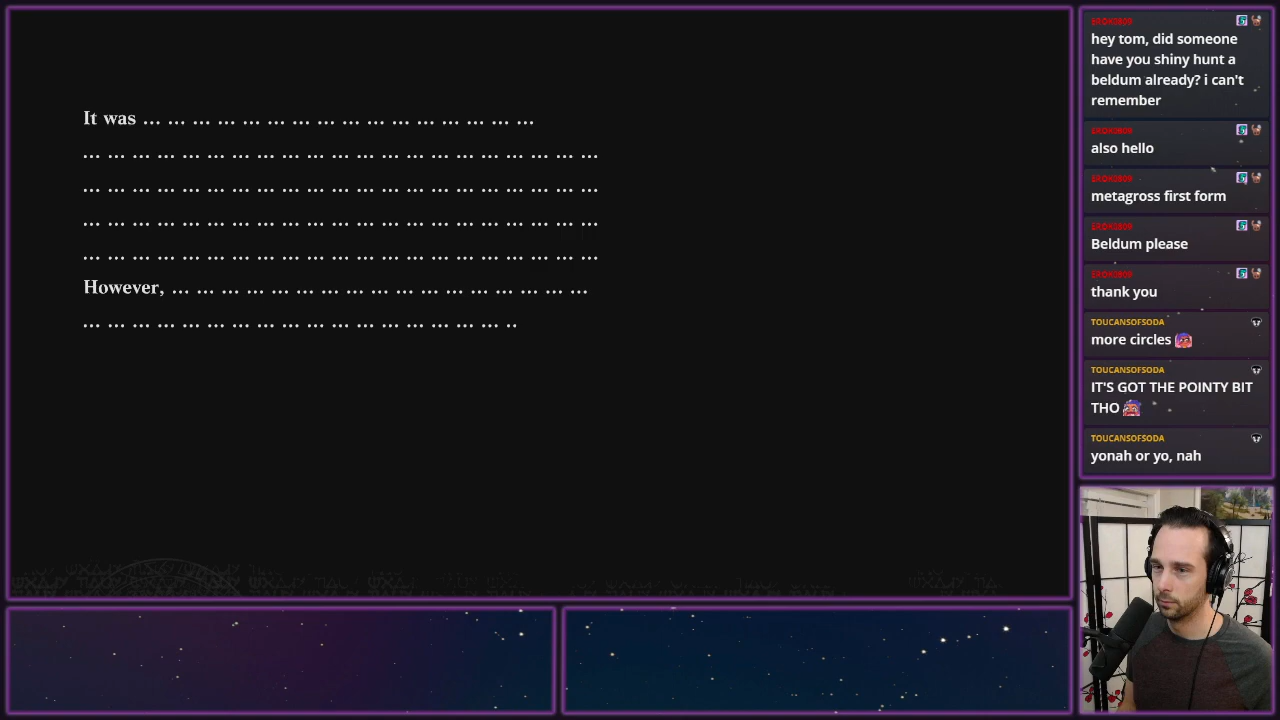 It was ... ... ... ... ... ... ... ... ... ... ... ... ... ... ... ...
... ... ... ... ... ... ... ... ... ... ... ... ... ... ... ... ... ... ... ... ...
... ... ... ... ... ... ... ... ... ... ... ... ... ... ... ... ... ... ... ... ...
... ... ... ... ... ... ... ... ... ... ... ... ... ... ... ... ... ... ... ... ...
... ... ... ... ... ... ... ... ... ... ... ... ... ... ... ... ... ... ... ... ...
However, ... ... ... ... ... ... ... ... ... ... ... ... ... ... ... ... ...
... ... ... ... ... ... ... ... ... ... ... ... ... ... ... ... ... ..
hey tom, did someone
have you shiny hunt a
beldum already? i can't
remember
also hello
metagross first form
Beldum please
thank you
TOUCANSOFSODA
more circles
TOUCANSOFSODA
IT'S GOT THE POINTY BIT
THO
TOUCANSOFSODA
yonah or yo, nah